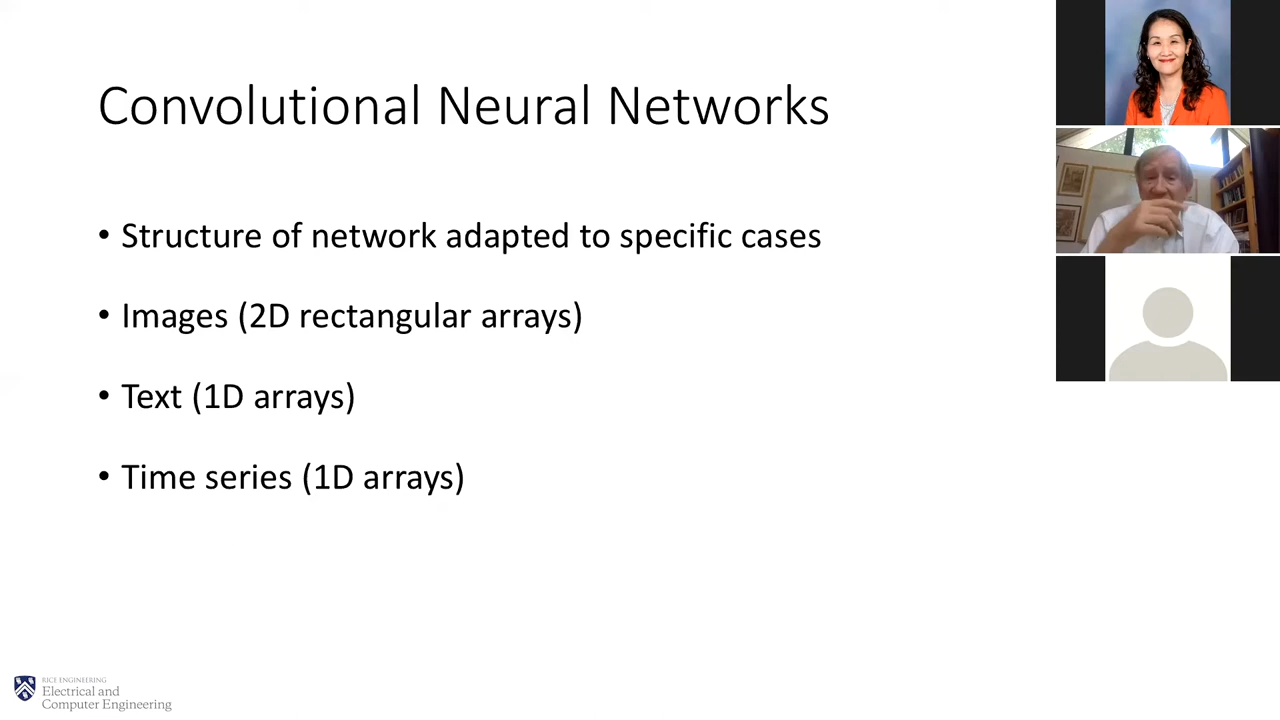 Convolutional Neural Networks
• Structure of network adapted to specific cases
• Images (2D rectangular arrays)
• Text (1D arrays)
• Time series (1D arrays)
RICE ENGINEERING
Electrical and
Computer Engineering